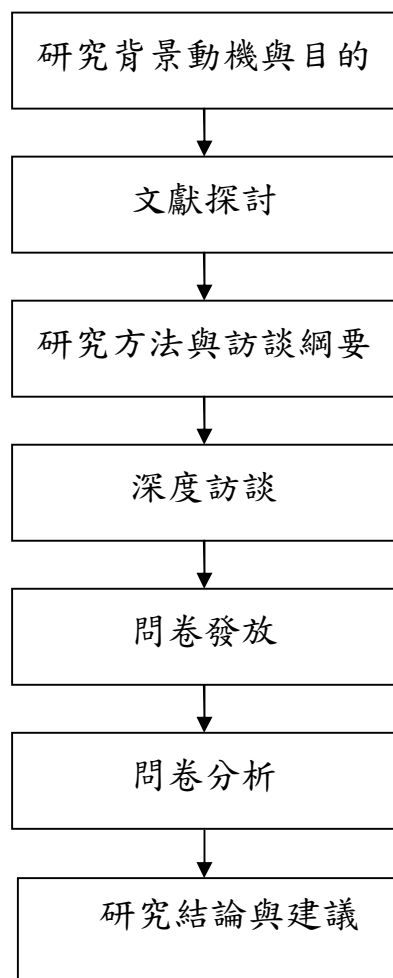 研究背景動機與目的
文獻探討
研究方法與訪談綱要
深度訪談
問卷發放
問卷分析
研究結論與建議